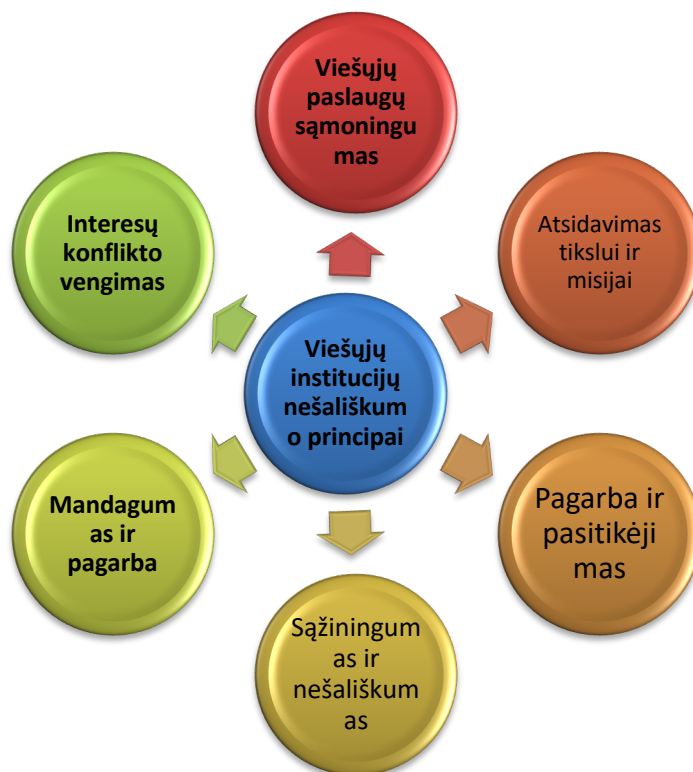 Viešųjų
paslaugų
sąmoningu
mas
Interesų
konflikto
vengimas
Atsidavimas
tikslui ir
misijai
Viešųjų
institucijų
nešališkum
o principai
Mandagum
as ir
pagarba
Pagarba ir
pasitikėji
mas
Sąžiningum
as ir
nešališkum
as